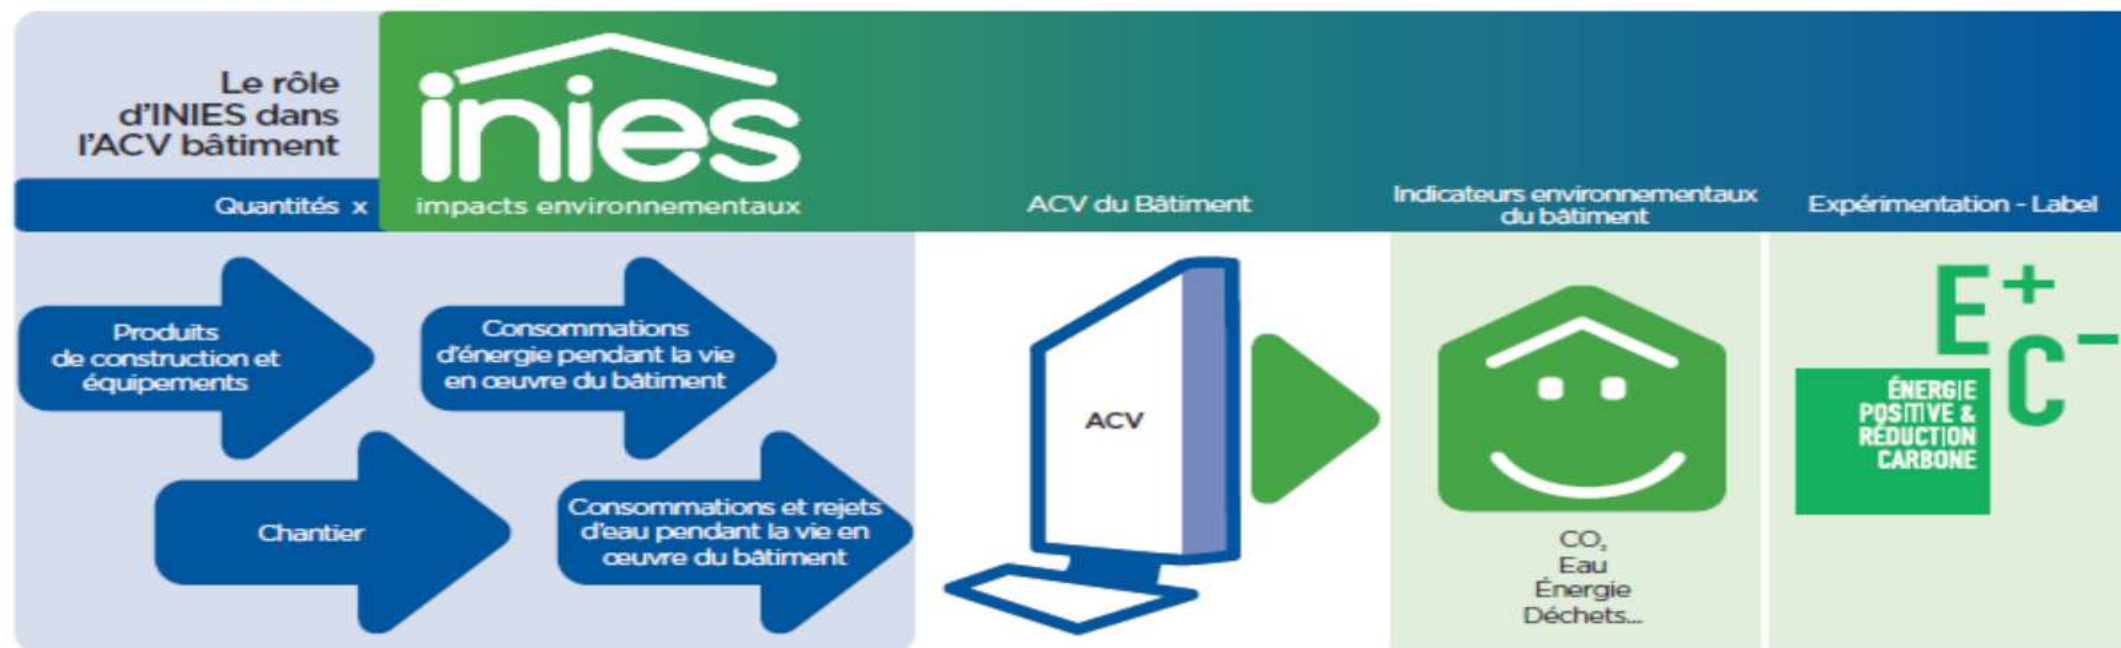 Le rôle
d'INIES dans
l'ACV bâtiment
inies
Quantités x
impacts environnementaux
ACV du Bâtiment
Indicateurs environnementaux
du bâtiment
Expérimentation - Label
Produits
de construction et
équipements
Consommations
d'énergie pendant la vie
en œuvre du bâtiment
Chantier
Consommations et rejets
d'eau pendant la vie en
œuvre du bâtiment
ACV
CO₂
Eau
Énergie
Déchets...
E+
C-
ÉNERGIE
POSITIVE &
RÉDUCTION
CARBONE